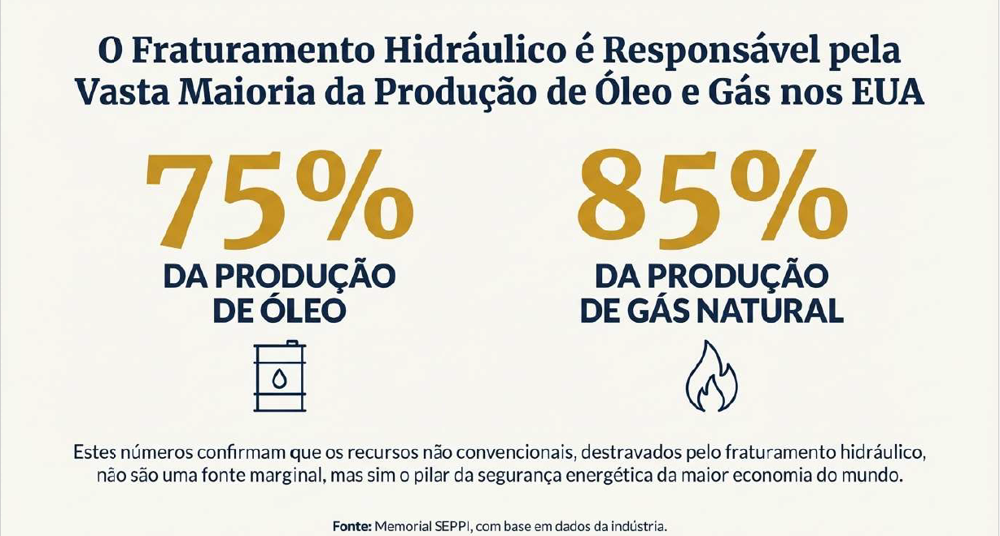 O Fraturamento Hidráulico é Responsável pela
Vasta Maioria da Produção de Óleo e Gás nos EUA
75%
DA PRODUÇÃO
DE ÓLEO
85%
DA PRODUÇÃO
DE GÁS NATURAL
Estes números confirmam que os recursos não convencionais, destravados pelo fraturamento hidráulico,
não são uma fonte marginal, mas sim o pilar da segurança energética da maior economia do mundo.
Fonte: Memorial SEPPI, com base em dados da indústria.